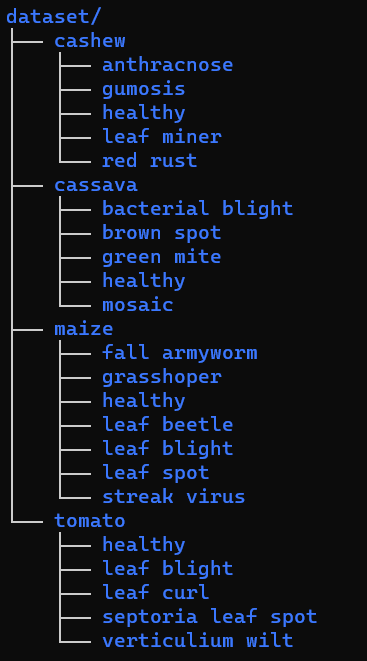 dataset/
cashew
anthracnose
gumosis
healthy
leaf miner
red rust
cassava
bacterial blight
brown spot
green mite
healthy
mosaic
maize
fall armyworm
grasshoper
healthy
leaf beetle
leaf blight
leaf spot
streak virus
tomato
healthy
leaf blight
leaf curl
septoria leaf spot
verticulium wilt